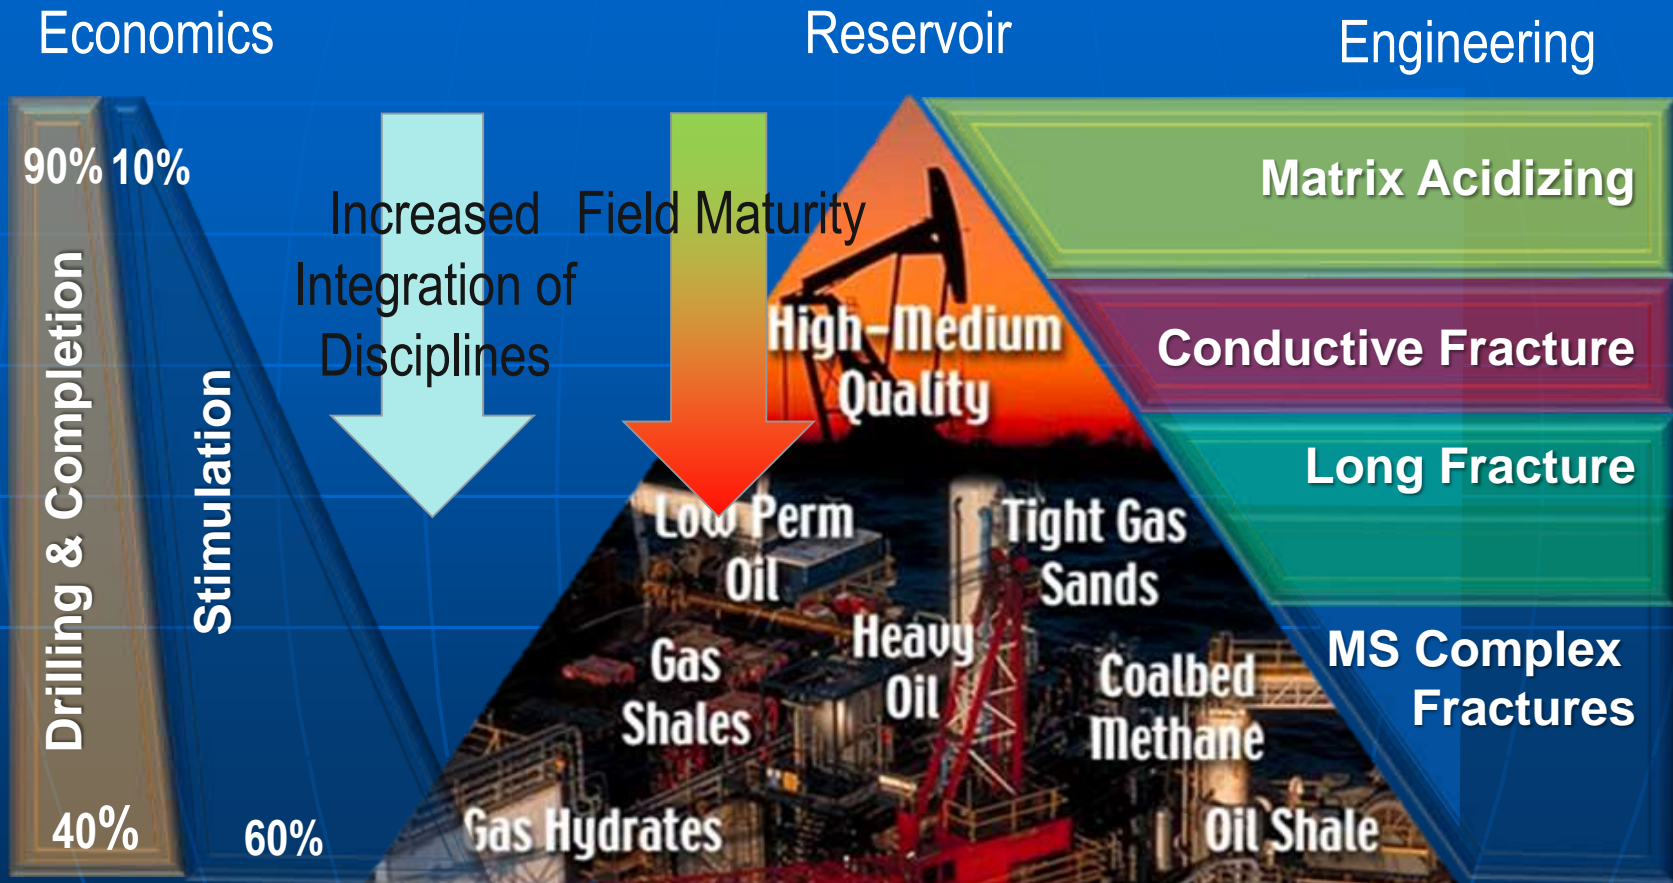 Economics
Reservoir
Engineering
90%
10%
Drilling & Completion
Stimulation
40%
60%
Increased
Integration of
Disciplines
Field Maturity
High-Medium
Quality
Low Perm
Oil
Tight Gas
Sands
Gas
Shales
Heavy
Oil
Coalbed
Methane
Gas Hydrates
Oil Shale
Matrix Acidizing
Conductive Fracture
Long Fracture
MS Complex
Fractures